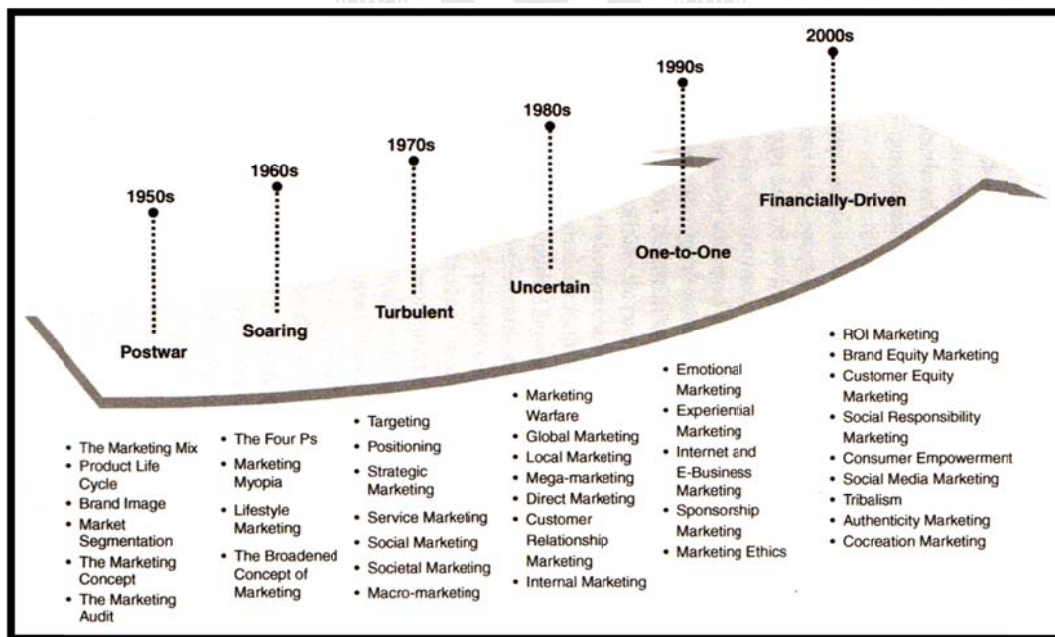 1950s
Postwar
• The Marketing Mix
• Product Life
Cycle
• Brand Image
• Market
Segmentation
• The Marketing
Concept
• The Marketing
Audit
1960s
Soaring
• The Four Ps
• Marketing
Myopia
• Lifestyle
Marketing
• The Broadened
Concept of
Marketing
1970s
Turbulent
• Targeting
• Positioning
• Strategic
Marketing
• Service Marketing
• Social Marketing
• Societal Marketing
• Macro-marketing
1980s
Uncertain
• Marketing
Warfare
• Global Marketing
• Local Marketing
• Mega-marketing
• Direct Marketing
• Customer
Relationship
Marketing
• Internal Marketing
1990s
One-to-One
• Emotional
Marketing
• Experiential
Marketing
• Internet and
E-Business
Marketing
• Sponsorship
Marketing
• Marketing Ethics
2000s
Financially-Driven
• ROI Marketing
• Brand Equity Marketing
• Customer Equity
Marketing
• Social Responsibility
Marketing
• Consumer Empowerment
• Social Media Marketing
• Tribalism
• Authenticity Marketing
• Cocreation Marketing